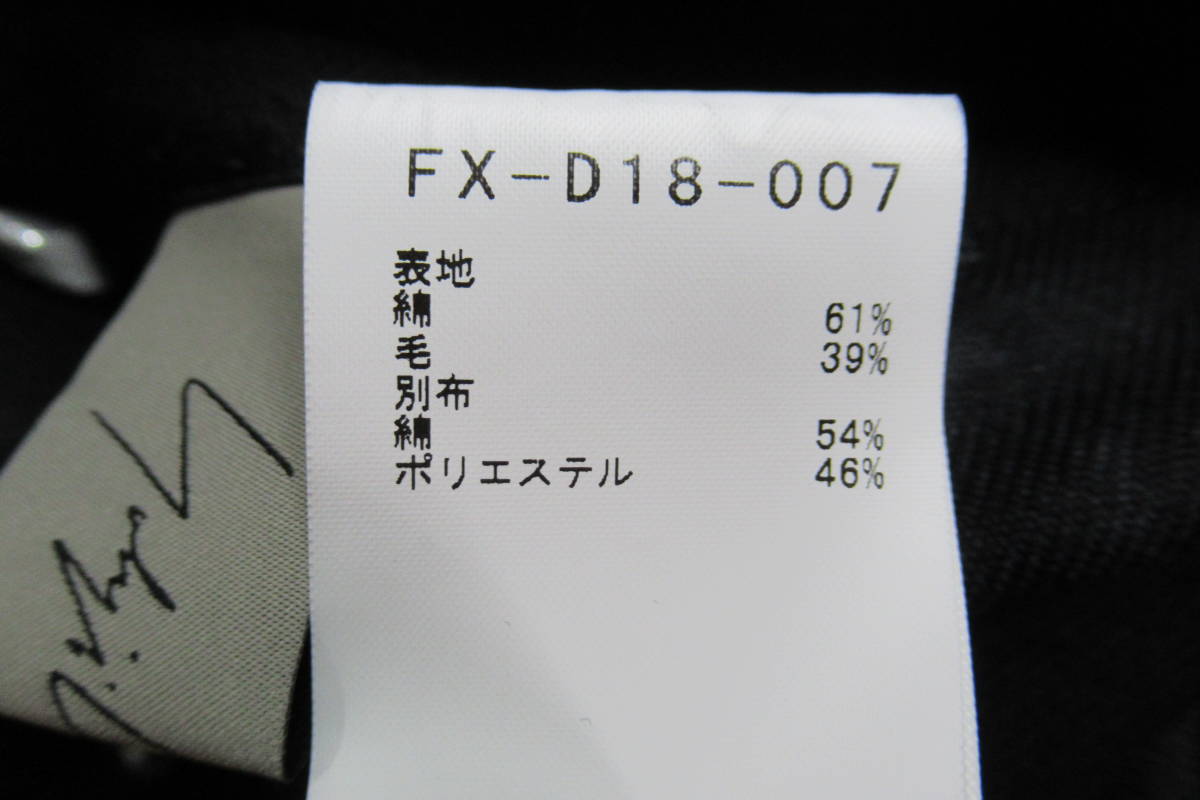 FX-D18-007
表地
綿 61%
毛 39%
別布
綿 54%
ポリエステル 46%